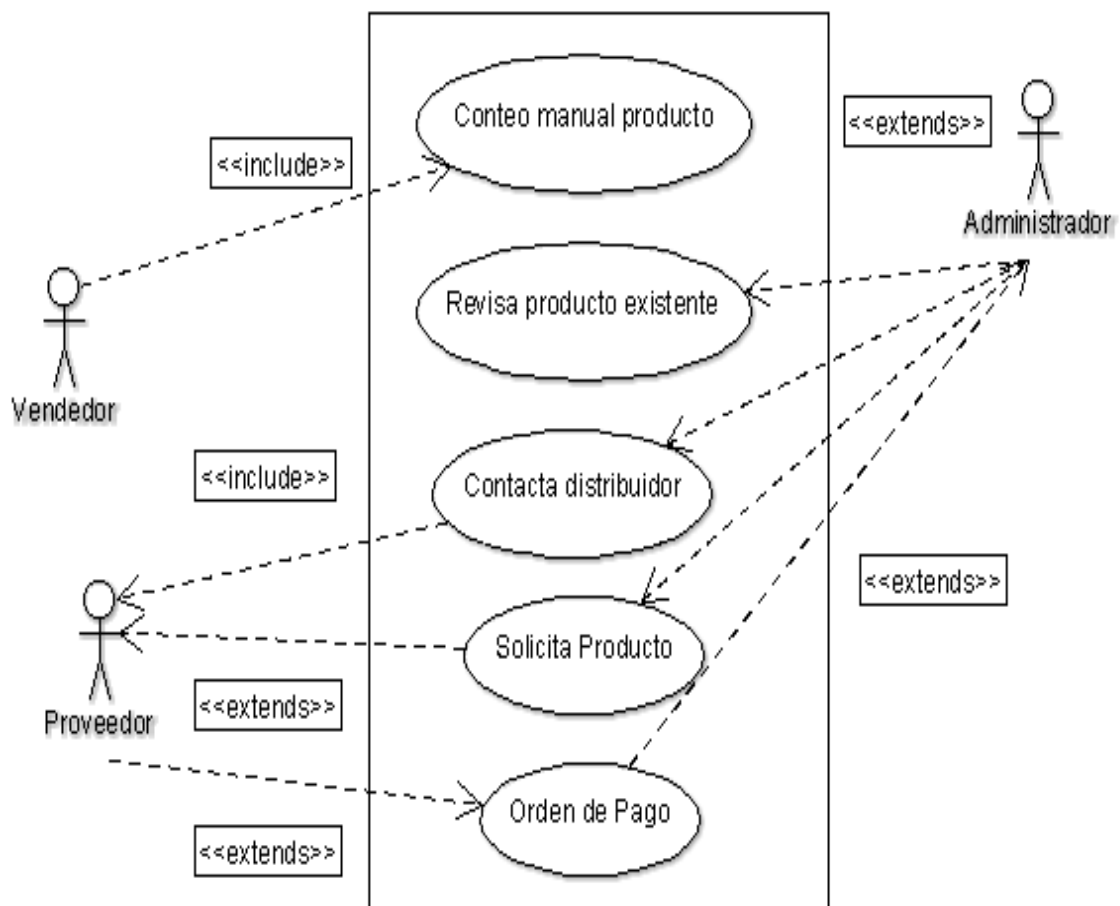 Conteo manual producto
<<extends>>
<<include>>
Administrador
Revisa producto existente
Vendedor
<<include>>
Contacta distribuidor
<<extends>>
Solicita Producto
<<extends>>
Proveedor
Orden de Pago
<<extends>>